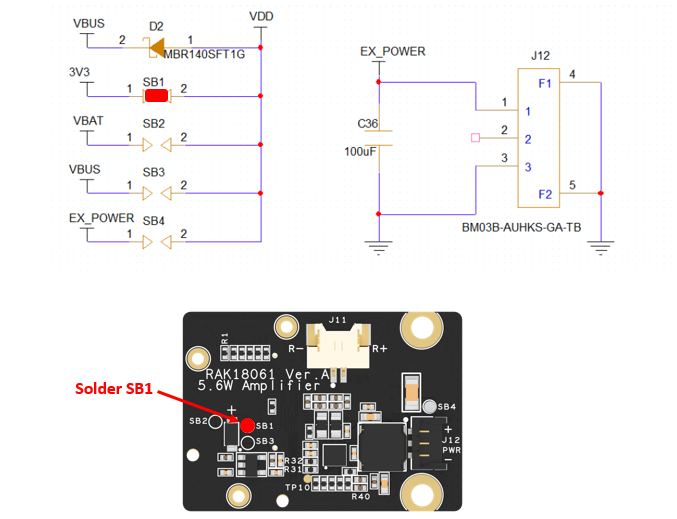 VBUS
D2
VDD
2
1
MBR140SFT1G
3V3
SB1
1
2
VBAT
SB2
1
2
VBUS
SB3
1
2
EX_POWER
SB4
1
2
EX_POWER
J12
F1
4
1
1
C36
2
2
100uF
3
3
F2
5
BM03B-AUHKS-GA-TB
J11
R1
R-
R+
RAK18061 Ver.A
5.6W Amplifier
Solder SB1
+
SB4
SB2
SB1
SB3
+
J12
PWR
-
R32
R31
TP10
R40